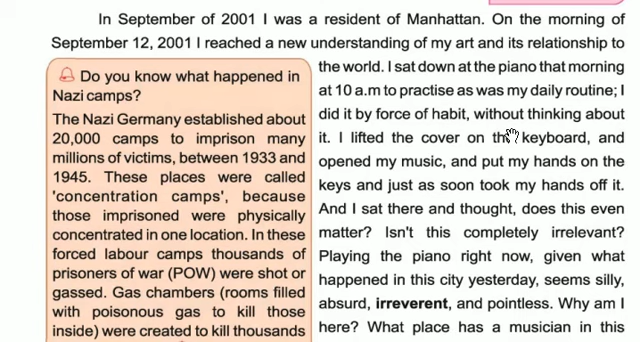 In September of 2001 I was a resident of Manhattan. On the morning of
September 12, 2001 I reached a new understanding of my art and its relationship to
the world. I sat down at the piano that morning
at 10 a.m to practise as was my daily routine; I
did it by force of habit, without thinking about
it. I lifted the cover on the keyboard, and
opened my music, and put my hands on the
keys and just as soon took my hands off it.
And I sat there and thought, does this even
matter? Isn't this completely irrelevant?
Playing the piano right now, given what
happened in this city yesterday, seems silly,
absurd, irreverent, and pointless. Why am I
here? What place has a musician in this
Do you know what happened in
Nazi camps?
The Nazi Germany established about
20,000 camps to imprison many
millions of victims, between 1933 and
1945. These places were called
'concentration camps', because
those imprisoned were physically
concentrated in one location. In these
forced labour camps thousands of
prisoners of war (POW) were shot or
gassed. Gas chambers (rooms filled
with poisonous gas to kill those
inside) were created to kill thousands